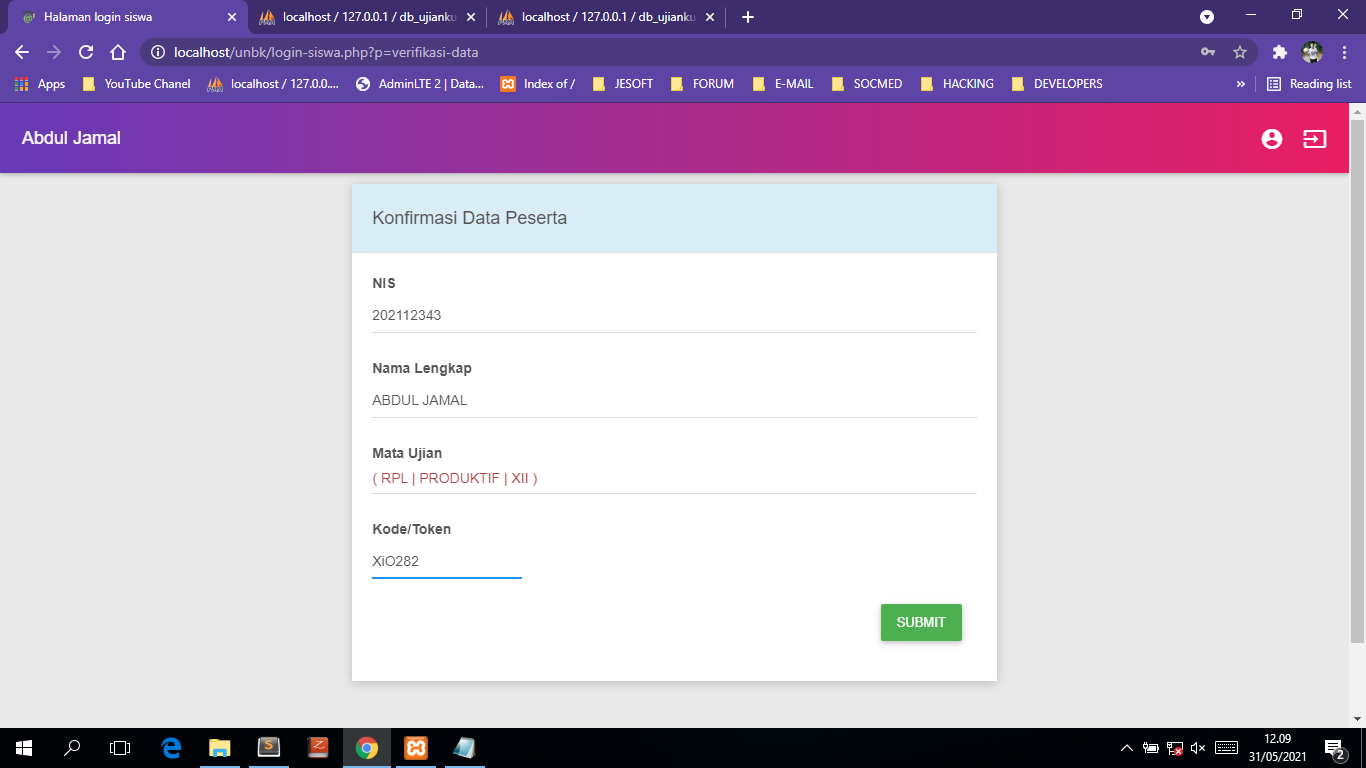 Halaman login siswa
localhost / 127.0.0.1 / db_ujianku
localhost / 127.0.0.1 / db_ujianku
localhost/unbk/login-siswa.php?p=verifikasi-data
Apps YouTube Chanel localhost / 127.0.0.... AdminLTE 2 | Data... Index of / JESOFT FORUM E-MAIL SOCMED HACKING DEVELOPERS » Reading list
Abdul Jamal
Konfirmasi Data Peserta
NIS
202112343
Nama Lengkap
ABDUL JAMAL
Mata Ujian
( RPL | PRODUKTIF | XII )
Kode/Token
XiO282
SUBMIT
12.09
31/05/2021
2